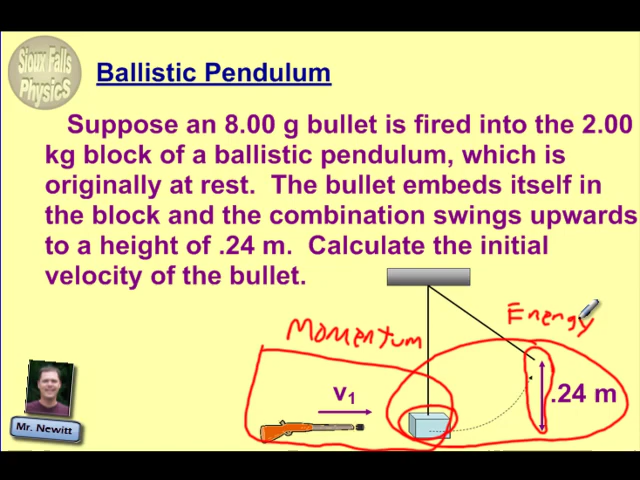 Sioux Falls
Physics
Ballistic Pendulum
Suppose an 8.00 g bullet is fired into the 2.00
kg block of a ballistic pendulum, which is
originally at rest.  The bullet embeds itself in
the block and the combination swings upwards
to a height of .24 m.  Calculate the initial
velocity of the bullet.
Energy
Momentum
v1
.24 m
Mr. Newitt